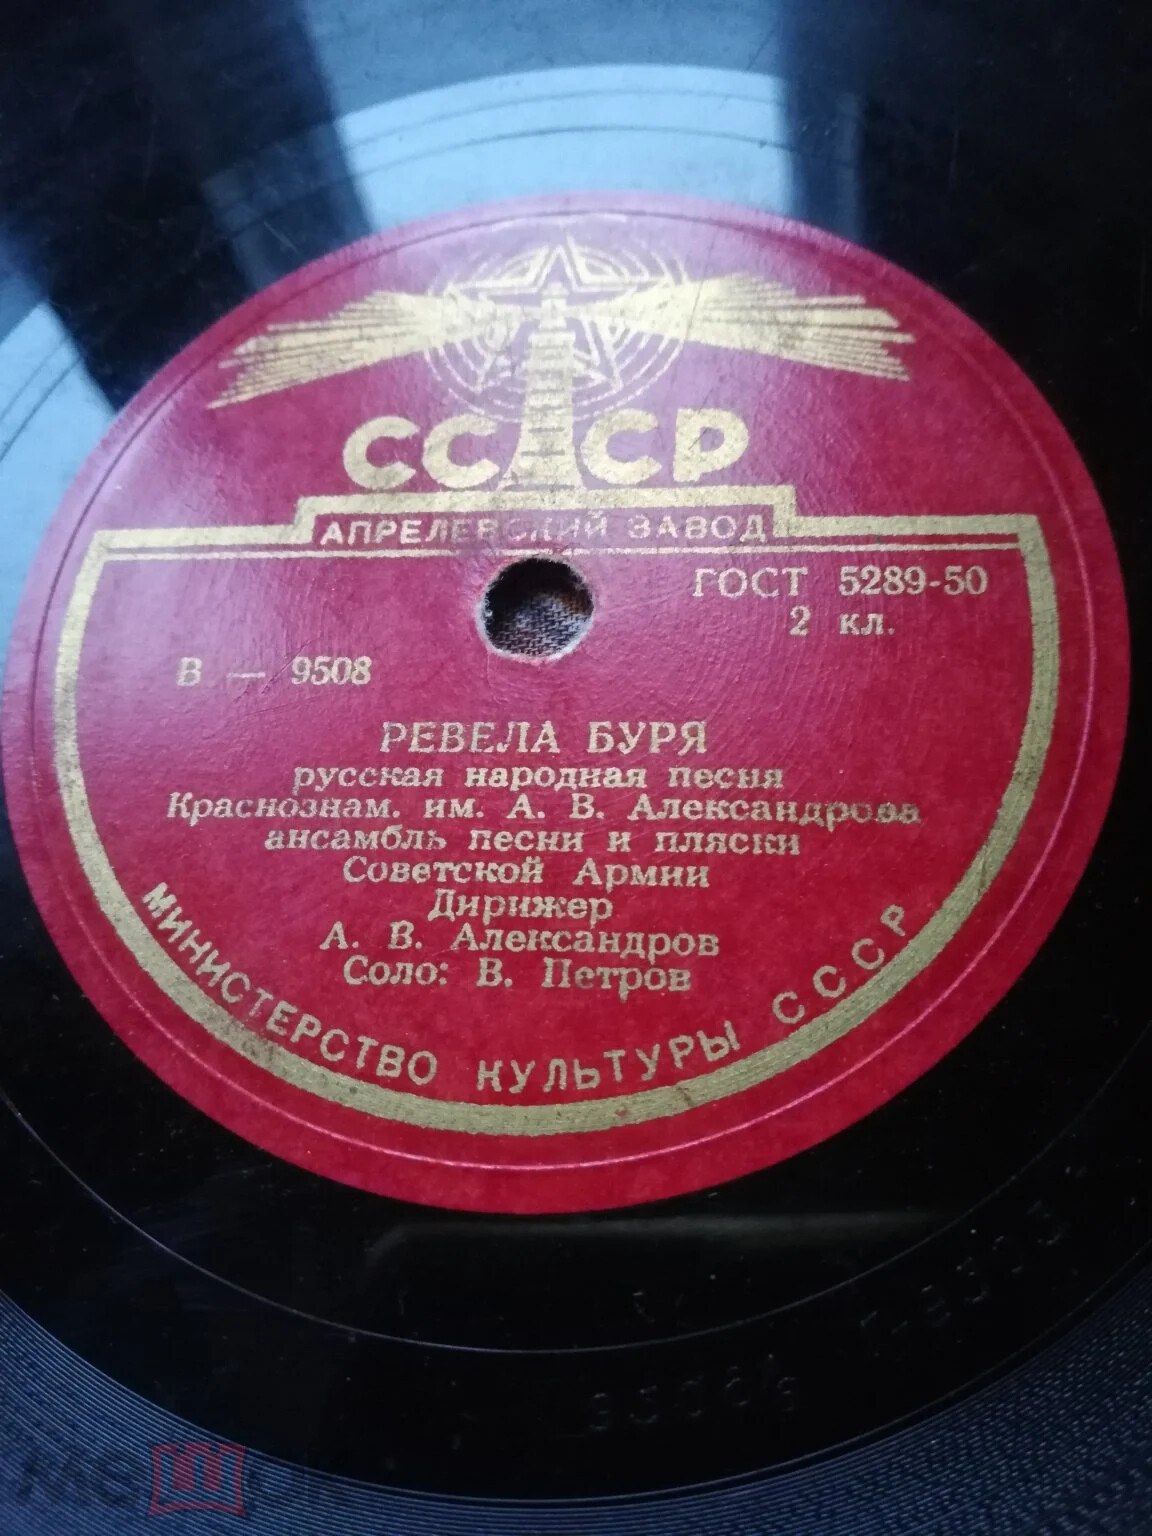 СССР
АПРЕЛЕВСКИЙ ЗАВОД
ГОСТ 5289-50
2 кл.
В — 9508
РЕВЕЛА БУРЯ
русская народная песня
Краснознам. им. А. В. Александрова
ансамбль песни и пляски
Советской Армии
Дирижер
А. В. Александров
Соло: В. Петров
МИНИСТЕРСТВО КУЛЬТУРЫ СССР